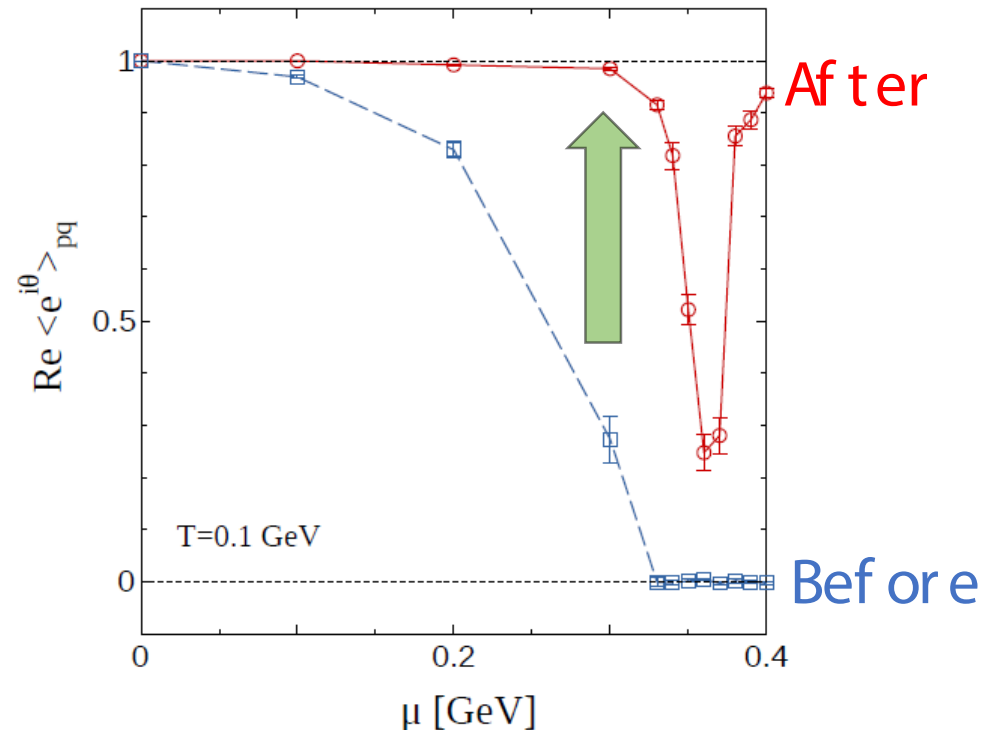 1
After
Re <e^{iθ}>_{pq}
0.5
T=0.1 GeV
0
Before
0
0.2
0.4
μ [GeV]